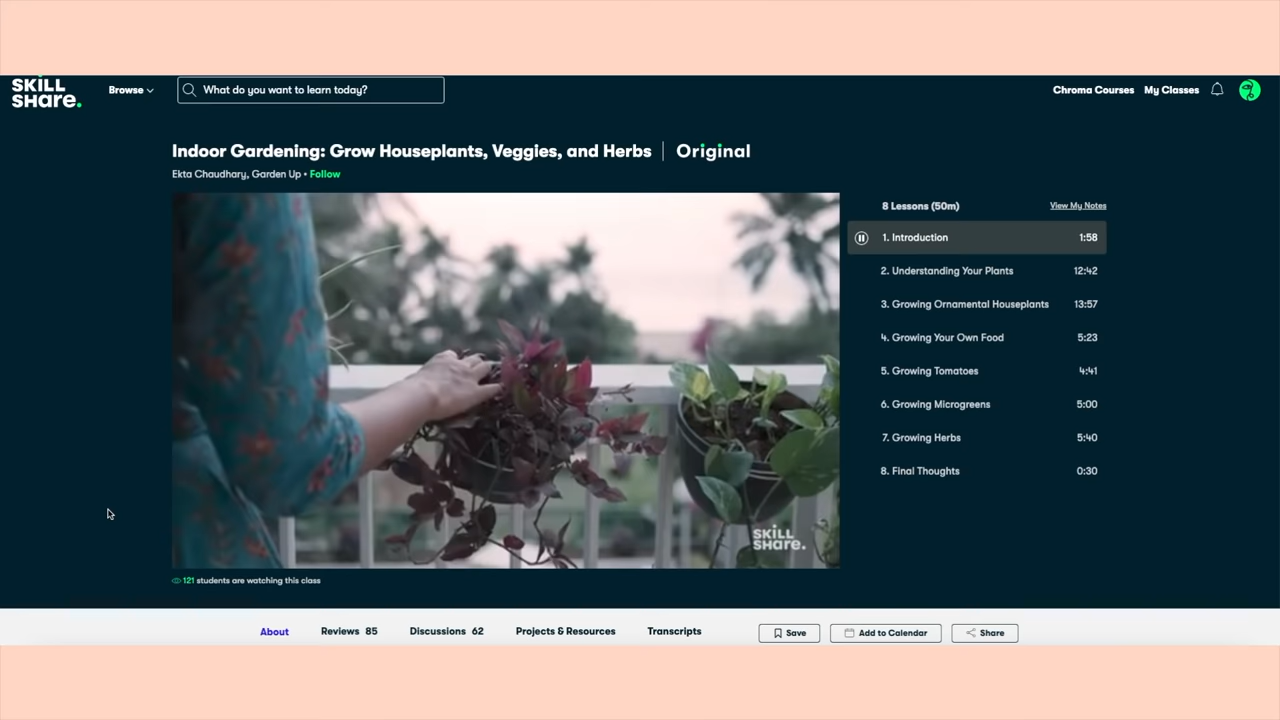 SKILL
SHare.
Browse
What do you want to learn today?
Chroma Courses
My Classes
Indoor Gardening: Grow Houseplants, Veggies, and Herbs | Original
Ekta Chaudhary, Garden Up • Follow
8 Lessons (50m)
View My Notes
1. Introduction 1:58
2. Understanding Your Plants 12:42
3. Growing Ornamental Houseplants 13:57
4. Growing Your Own Food 5:23
5. Growing Tomatoes 4:41
6. Growing Microgreens 5:00
7. Growing Herbs 5:40
8. Final Thoughts 0:30
SKILL
SHare.
121 students are watching this class
About
Reviews 85
Discussions 62
Projects & Resources
Transcripts
Save
Add to Calendar
Share